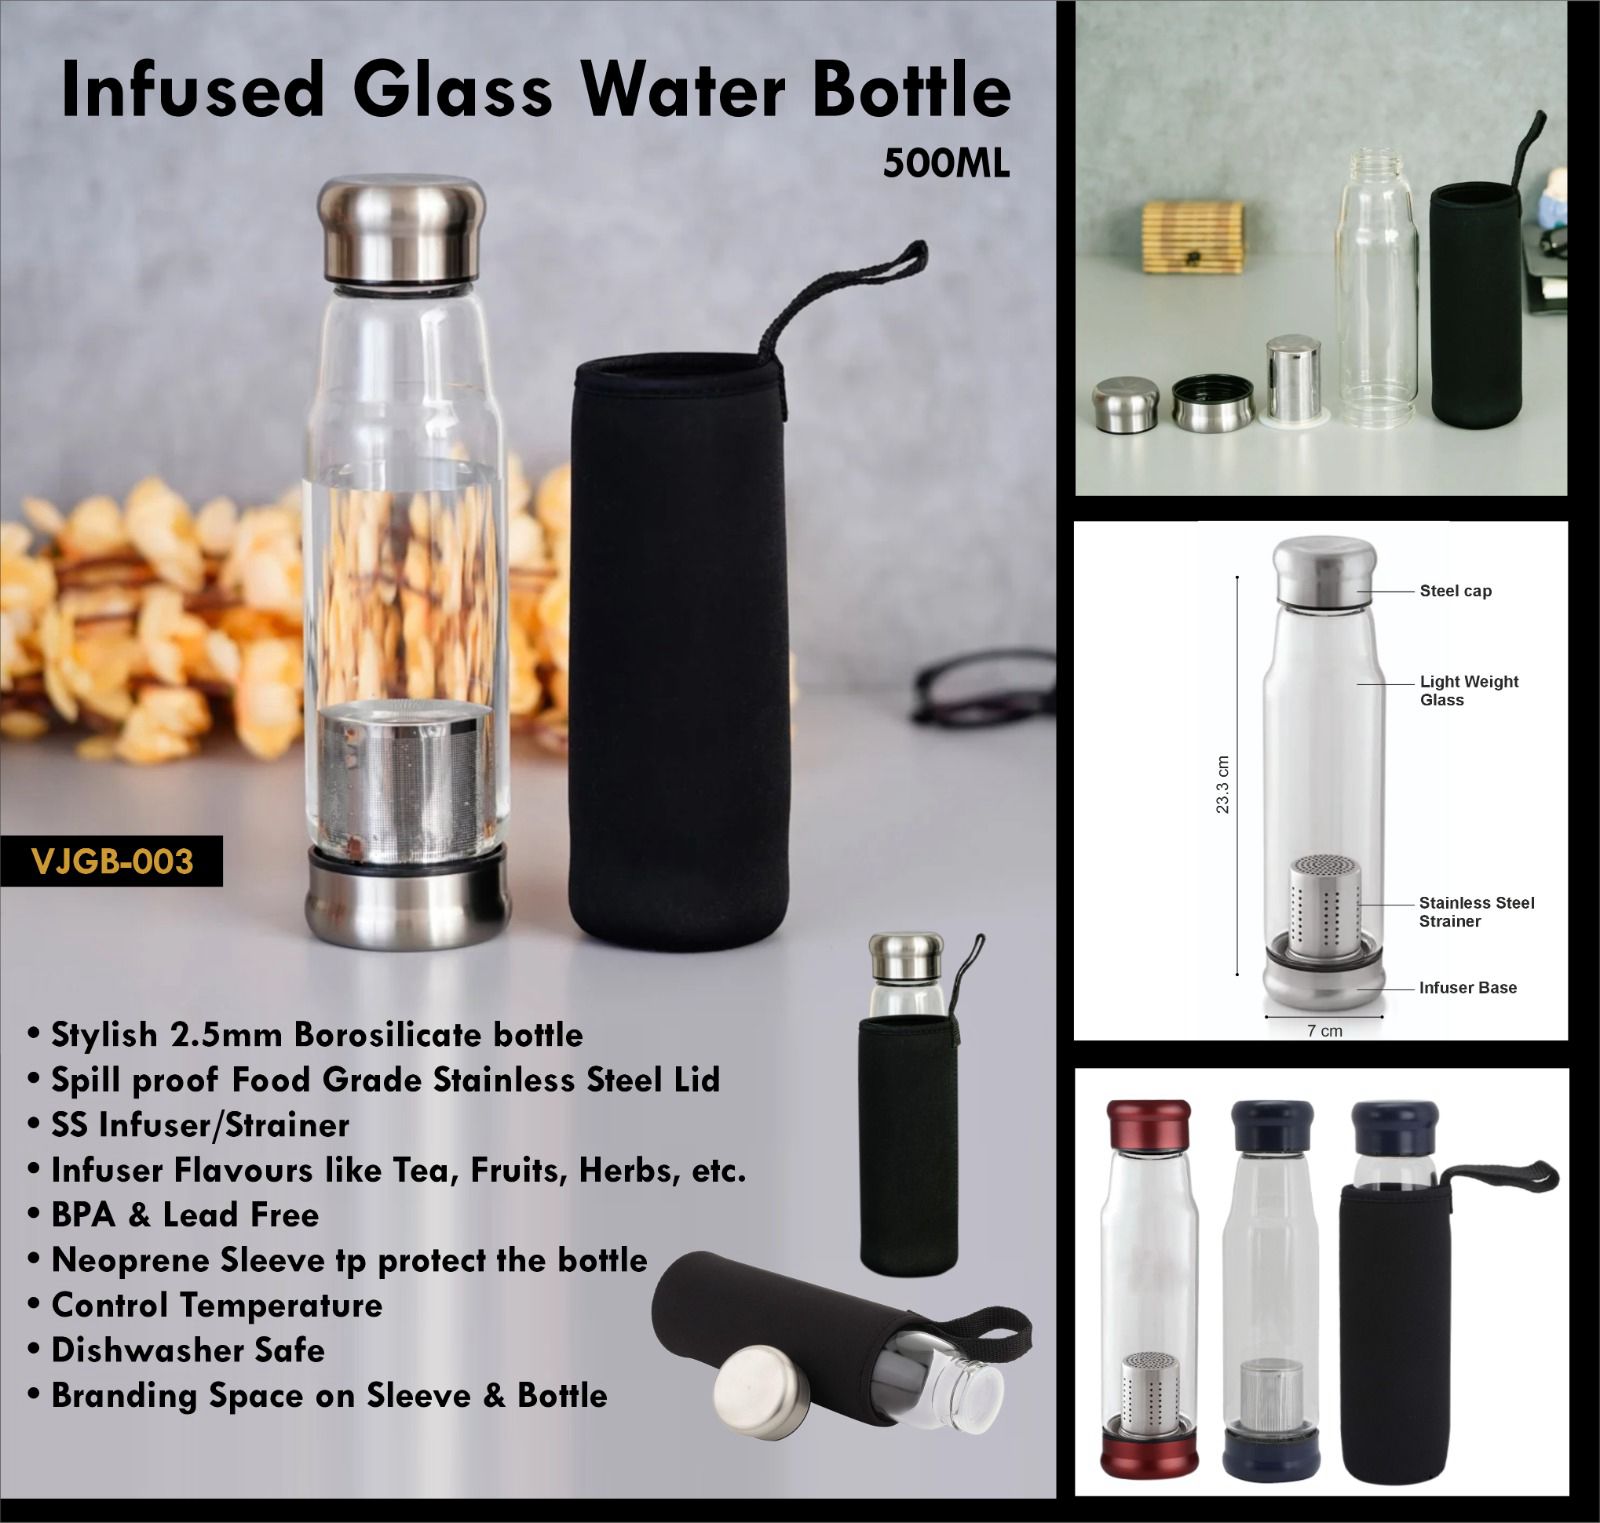 Infused Glass Water Bottle
500ML
VJGB-003
• Stylish 2.5mm Borosilicate bottle
• Spill proof Food Grade Stainless Steel Lid
• SS Infuser/Strainer
• Infuser Flavours like Tea, Fruits, Herbs, etc.
• BPA & Lead Free
• Neoprene Sleeve tp protect the bottle
• Control Temperature
• Dishwasher Safe
• Branding Space on Sleeve & Bottle
Steel cap
Light Weight
Glass
23.3 cm
Stainless Steel
Strainer
Infuser Base
7 cm